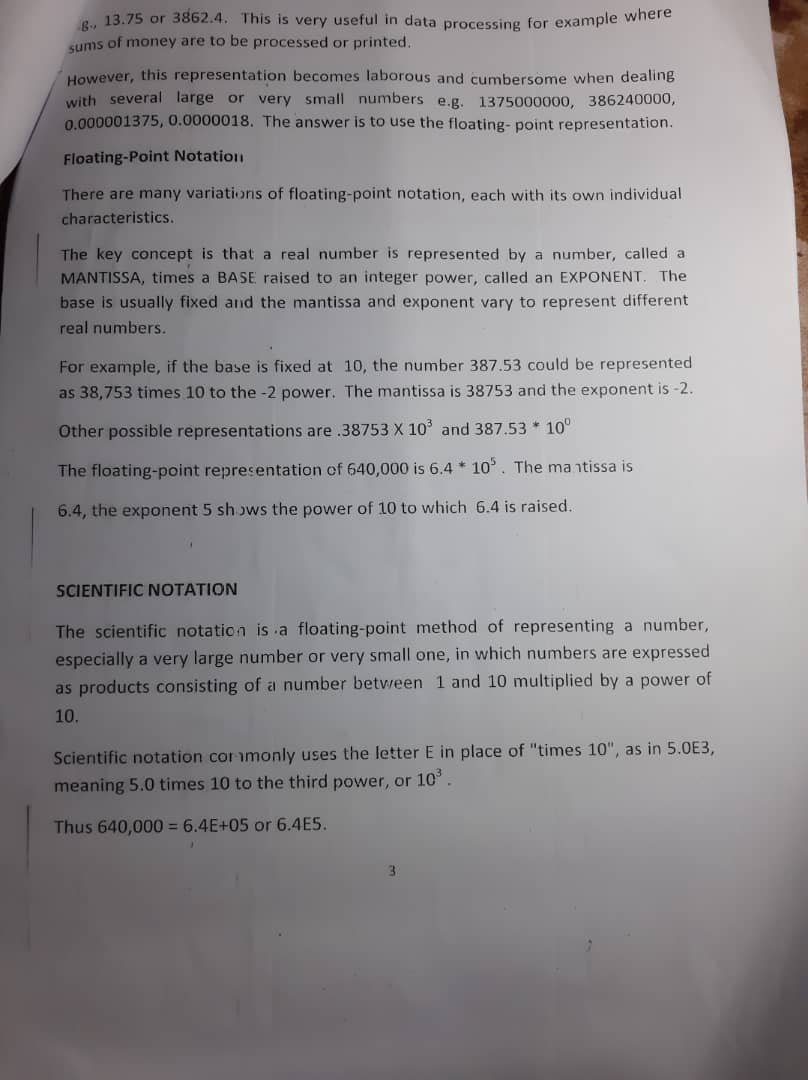 g., 13.75 or 3862.4. This is very useful in data processing for example where
sums of money are to be processed or printed.
However, this representation becomes laborous and cumbersome when dealing
with several large or very small numbers e.g. 1375000000, 386240000,
0.000001375, 0.0000018. The answer is to use the floating- point representation.
Floating-Point Notation
There are many variations of floating-point notation, each with its own individual
characteristics.
The key concept is that a real number is represented by a number, called a
MANTISSA, times a BASE raised to an integer power, called an EXPONENT. The
base is usually fixed and the mantissa and exponent vary to represent different
real numbers.
For example, if the base is fixed at 10, the number 387.53 could be represented
as 38,753 times 10 to the -2 power. The mantissa is 38753 and the exponent is -2.
Other possible representations are .38753 X 10³ and 387.53 * 10⁰
The floating-point representation of 640,000 is 6.4 * 10⁵. The mantissa is
6.4, the exponent 5 shows the power of 10 to which 6.4 is raised.
SCIENTIFIC NOTATION
The scientific notation is a floating-point method of representing a number,
especially a very large number or very small one, in which numbers are expressed
as products consisting of a number between 1 and 10 multiplied by a power of
10.
Scientific notation commonly uses the letter E in place of "times 10", as in 5.0E3,
meaning 5.0 times 10 to the third power, or 10³.
Thus 640,000 = 6.4E+05 or 6.4E5.
3